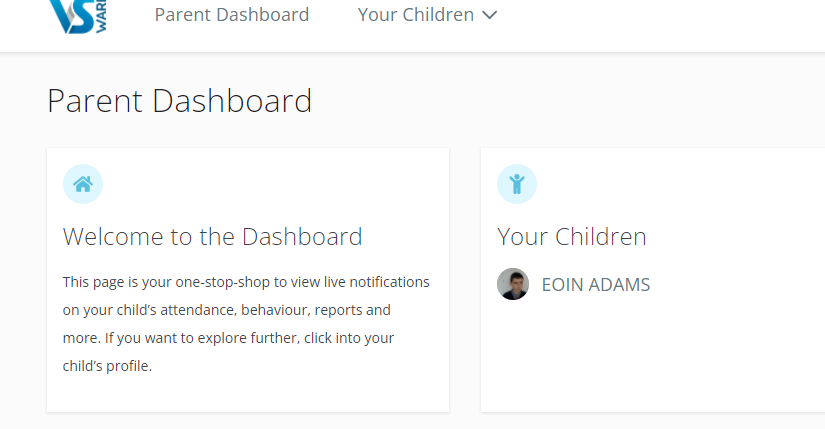 VS WARE
Parent Dashboard
Your Children
Parent Dashboard
Welcome to the Dashboard
This page is your one-stop-shop to view live notifications
on your child's attendance, behaviour, reports and
more. If you want to explore further, click into your
child's profile.
Your Children
EOIN ADAMS